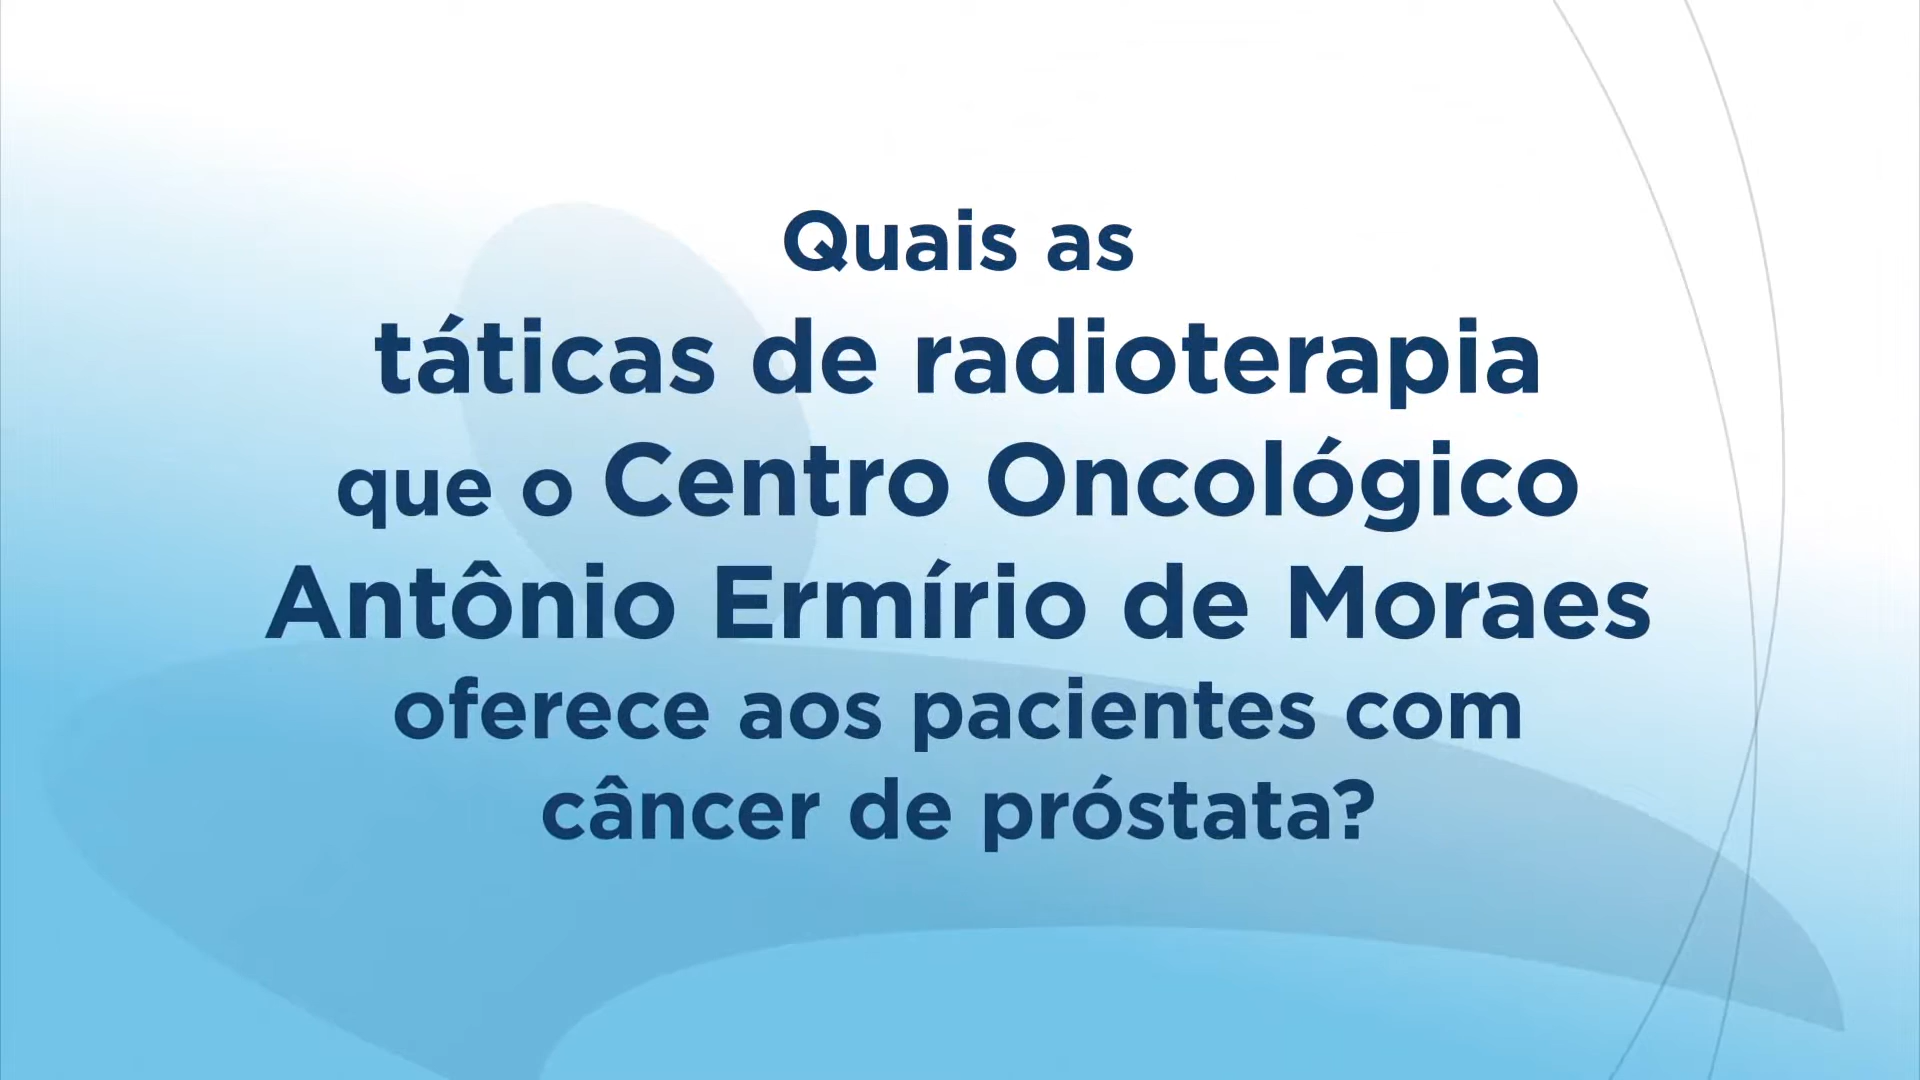 Quais as
táticas de radioterapia
que o Centro Oncológico
Antônio Ermírio de Moraes
oferece aos pacientes com
câncer de próstata?